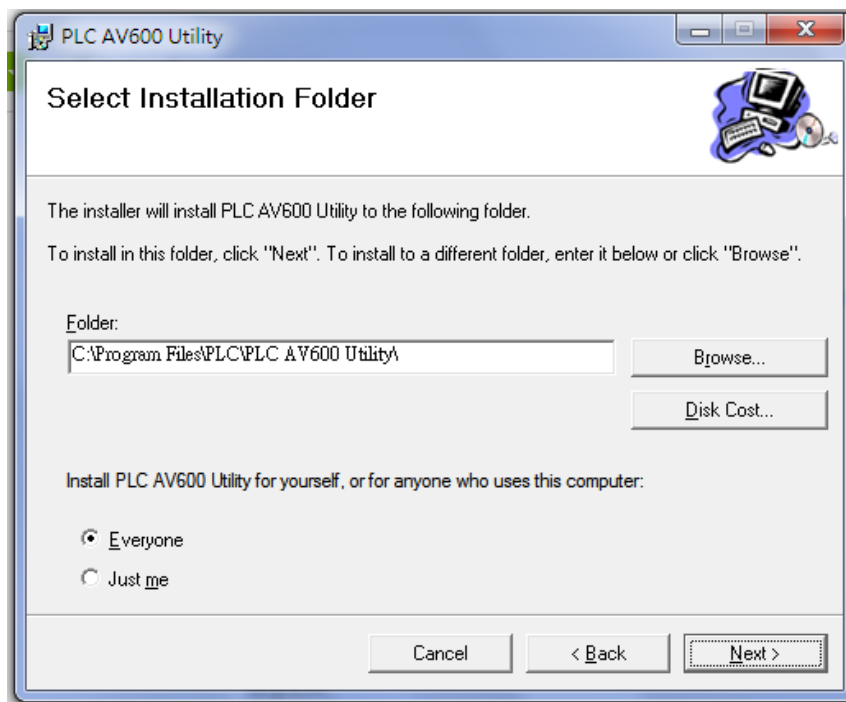 PLC AV600 Utility
Select Installation Folder
The installer will install PLC AV600 Utility to the following folder.
To install in this folder, click "Next". To install to a different folder, enter it below or click "Browse".
Folder:
C:\Program Files\PLC\PLC AV600 Utility\
Browse...
Disk Cost...
Install PLC AV600 Utility for yourself, or for anyone who uses this computer:
Everyone
Just me
Cancel < Back Next >